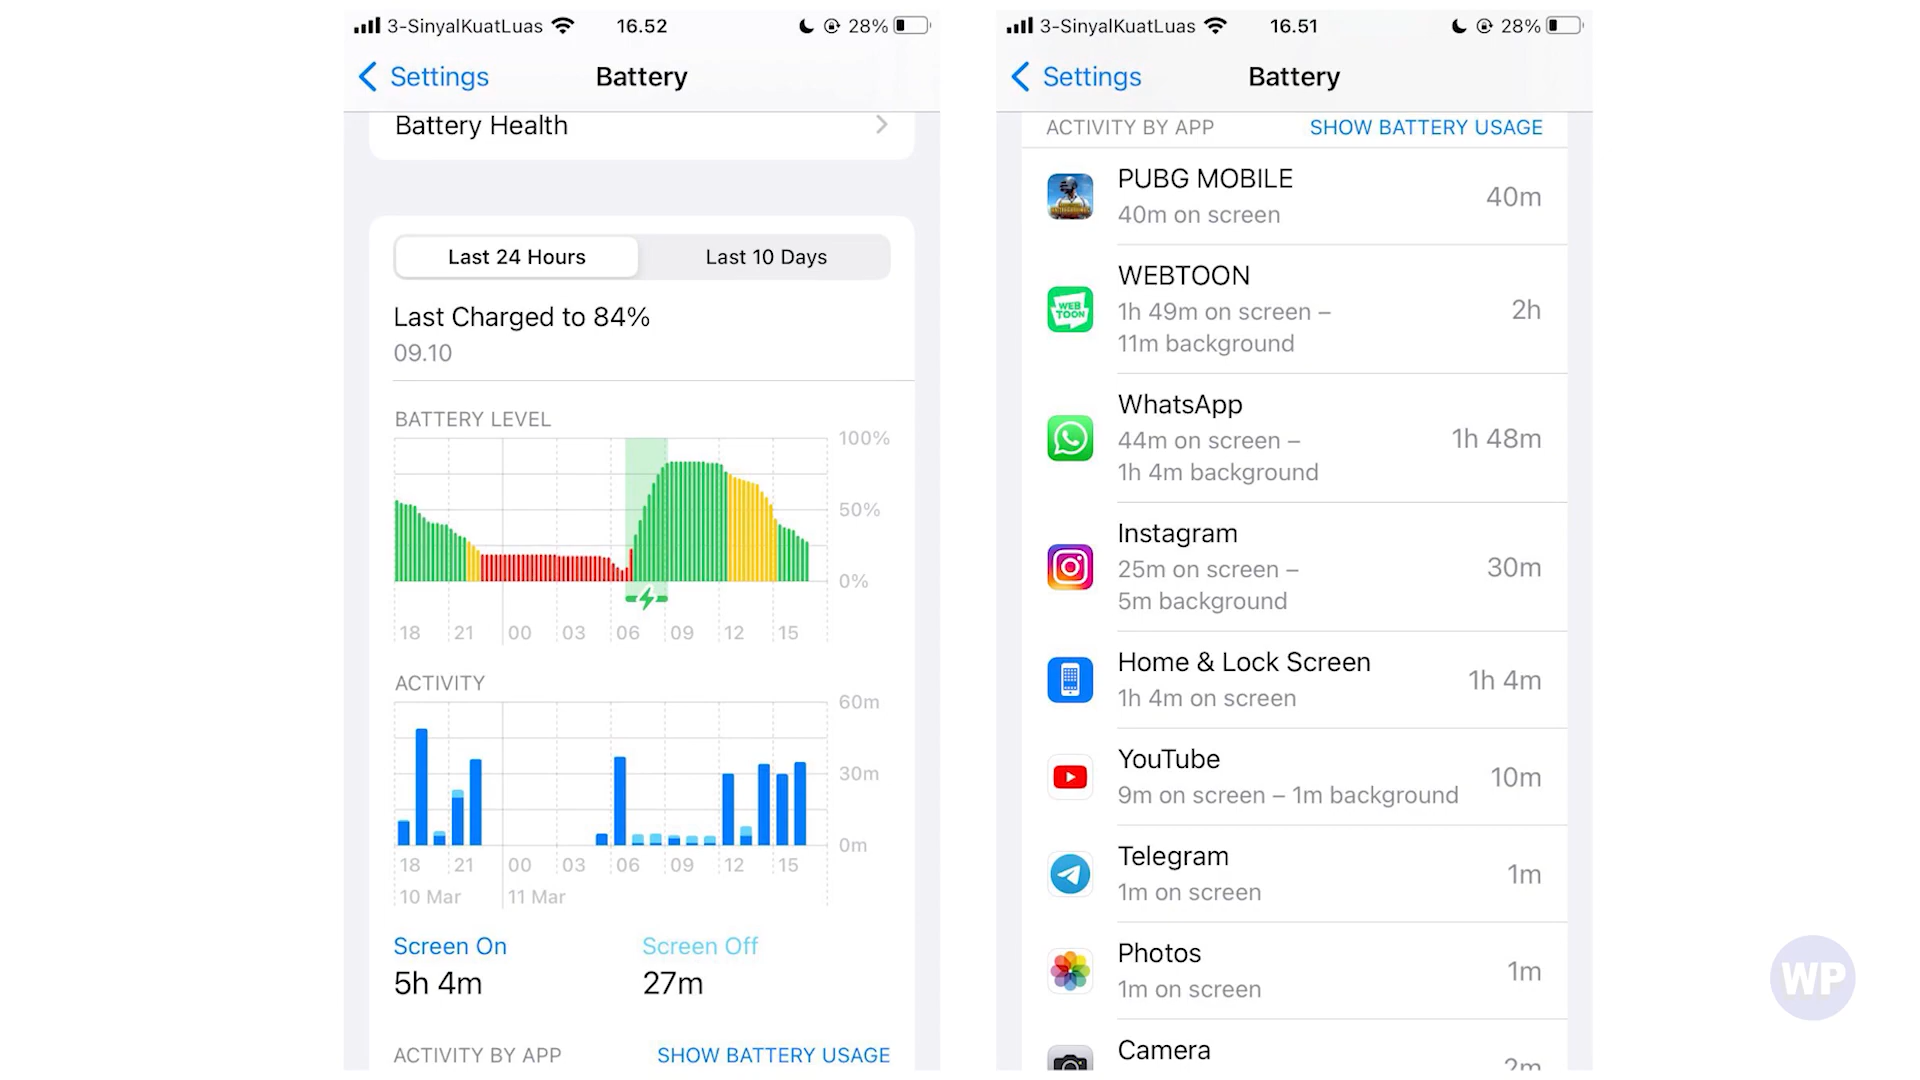 3-SinyalKuatLuas 16.52 28%
Settings Battery
Battery Health
Last 24 Hours Last 10 Days
Last Charged to 84%
09.10
BATTERY LEVEL
100%
50%
0%
18 21 00 03 06 09 12 15
ACTIVITY
60m
30m
0m
18 21 00 03 06 09 12 15
10 Mar 11 Mar
Screen On Screen Off
5h 4m 27m
ACTIVITY BY APP SHOW BATTERY USAGE
3-SinyalKuatLuas 16.51 28%
Settings Battery
ACTIVITY BY APP SHOW BATTERY USAGE
PUBG MOBILE
40m on screen
40m
WEBTOON
1h 49m on screen –
11m background
2h
WEB
TOON
WhatsApp
44m on screen –
1h 4m background
1h 48m
Instagram
25m on screen –
5m background
30m
Home & Lock Screen
1h 4m on screen
1h 4m
YouTube
9m on screen – 1m background
10m
Telegram
1m on screen
1m
Photos
1m on screen
1m
Camera
2m
WP